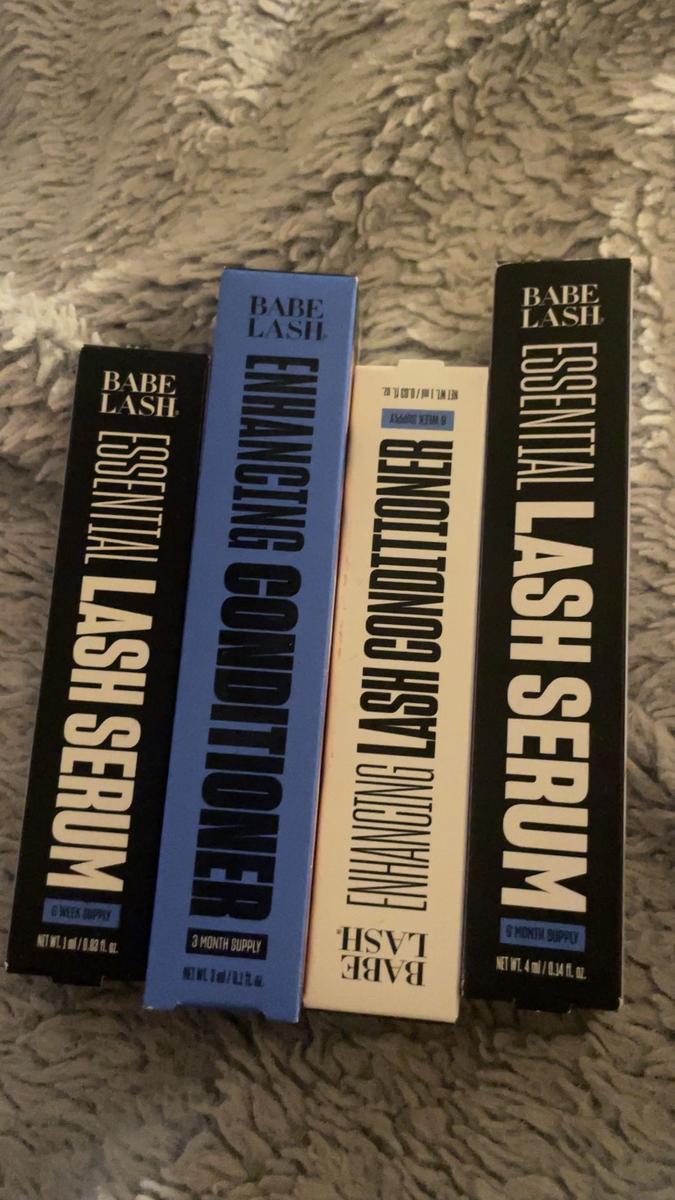 BABE
LASH®
ESSENTIAL LASH SERUM
6 WEEK SUPPLY
NET WT. 1 ml / 0.03 fl. oz.
BABE
LASH®
ENHANCING CONDITIONER
3 MONTH SUPPLY
NET WT. 3 ml / 0.1 fl. oz.
BABE
LASH®
ENHANCING LASH CONDITIONER
6 WEEK SUPPLY
NET WT. 1 ml / 0.03 fl. oz.
BABE
LASH®
ESSENTIAL LASH SERUM
6 MONTH SUPPLY
NET WT. 4 ml / 0.14 fl. oz.